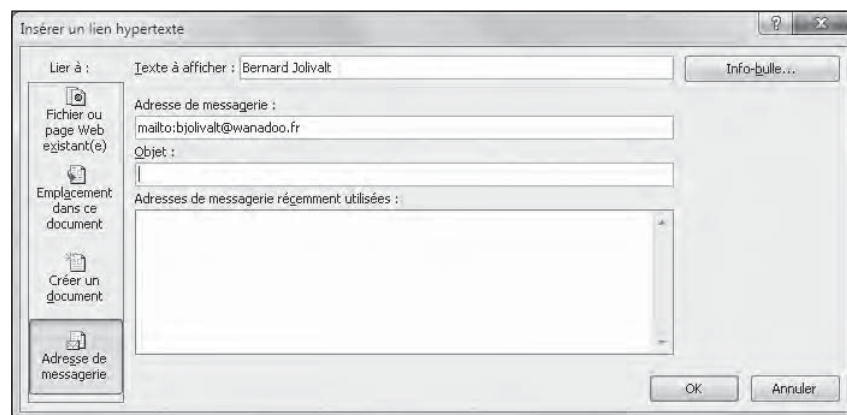 Insérer un lien hypertexte
Lier à :
Texte à afficher : Bernard Jolivalt
Info-bulle...
Fichier ou
page Web
existant(e)
Emplacement
dans ce
document
Créer un
document
Adresse de
messagerie
Adresse de messagerie :
mailto:bjolivalt@wanadoo.fr
Objet :
Adresses de messagerie récemment utilisées :
OK
Annuler